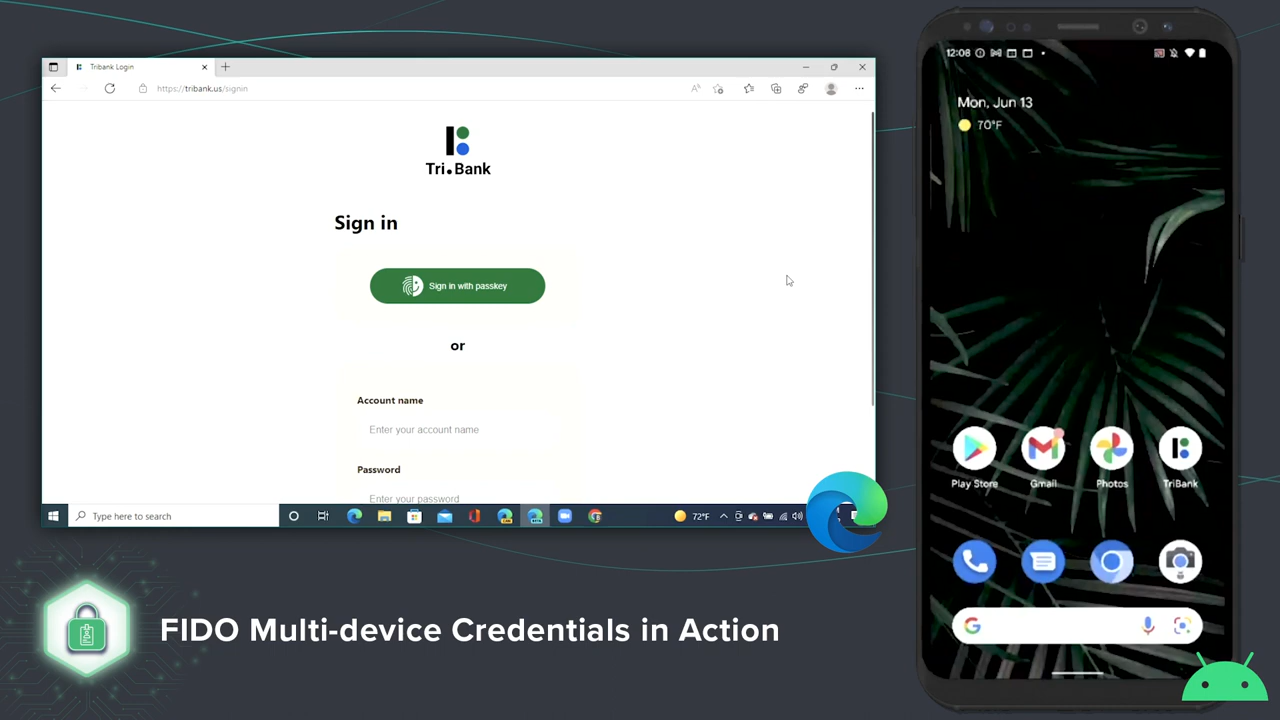 Tribank Login
https://tribank.us/signin
Tri.Bank
Sign in
Sign in with passkey
or
Account name
Enter your account name
Password
Enter your password
Type here to search
72°F
12:08
Mon, Jun 13
70°F
Play Store
Gmail
Photos
TriBank
FIDO Multi-device Credentials in Action